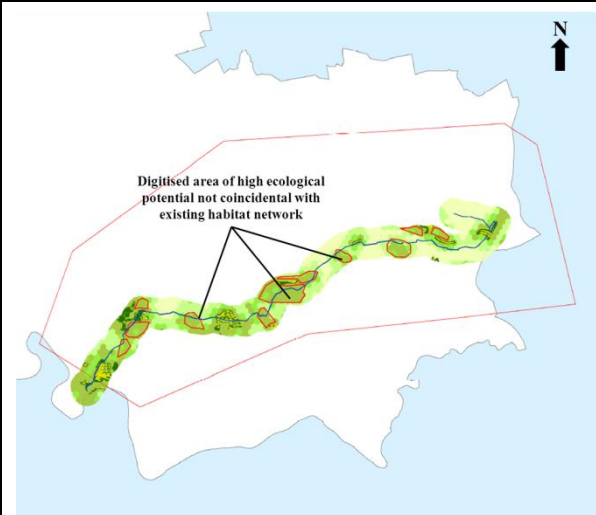 N
Digitised area of high ecological
potential not coincidental with
existing habitat network